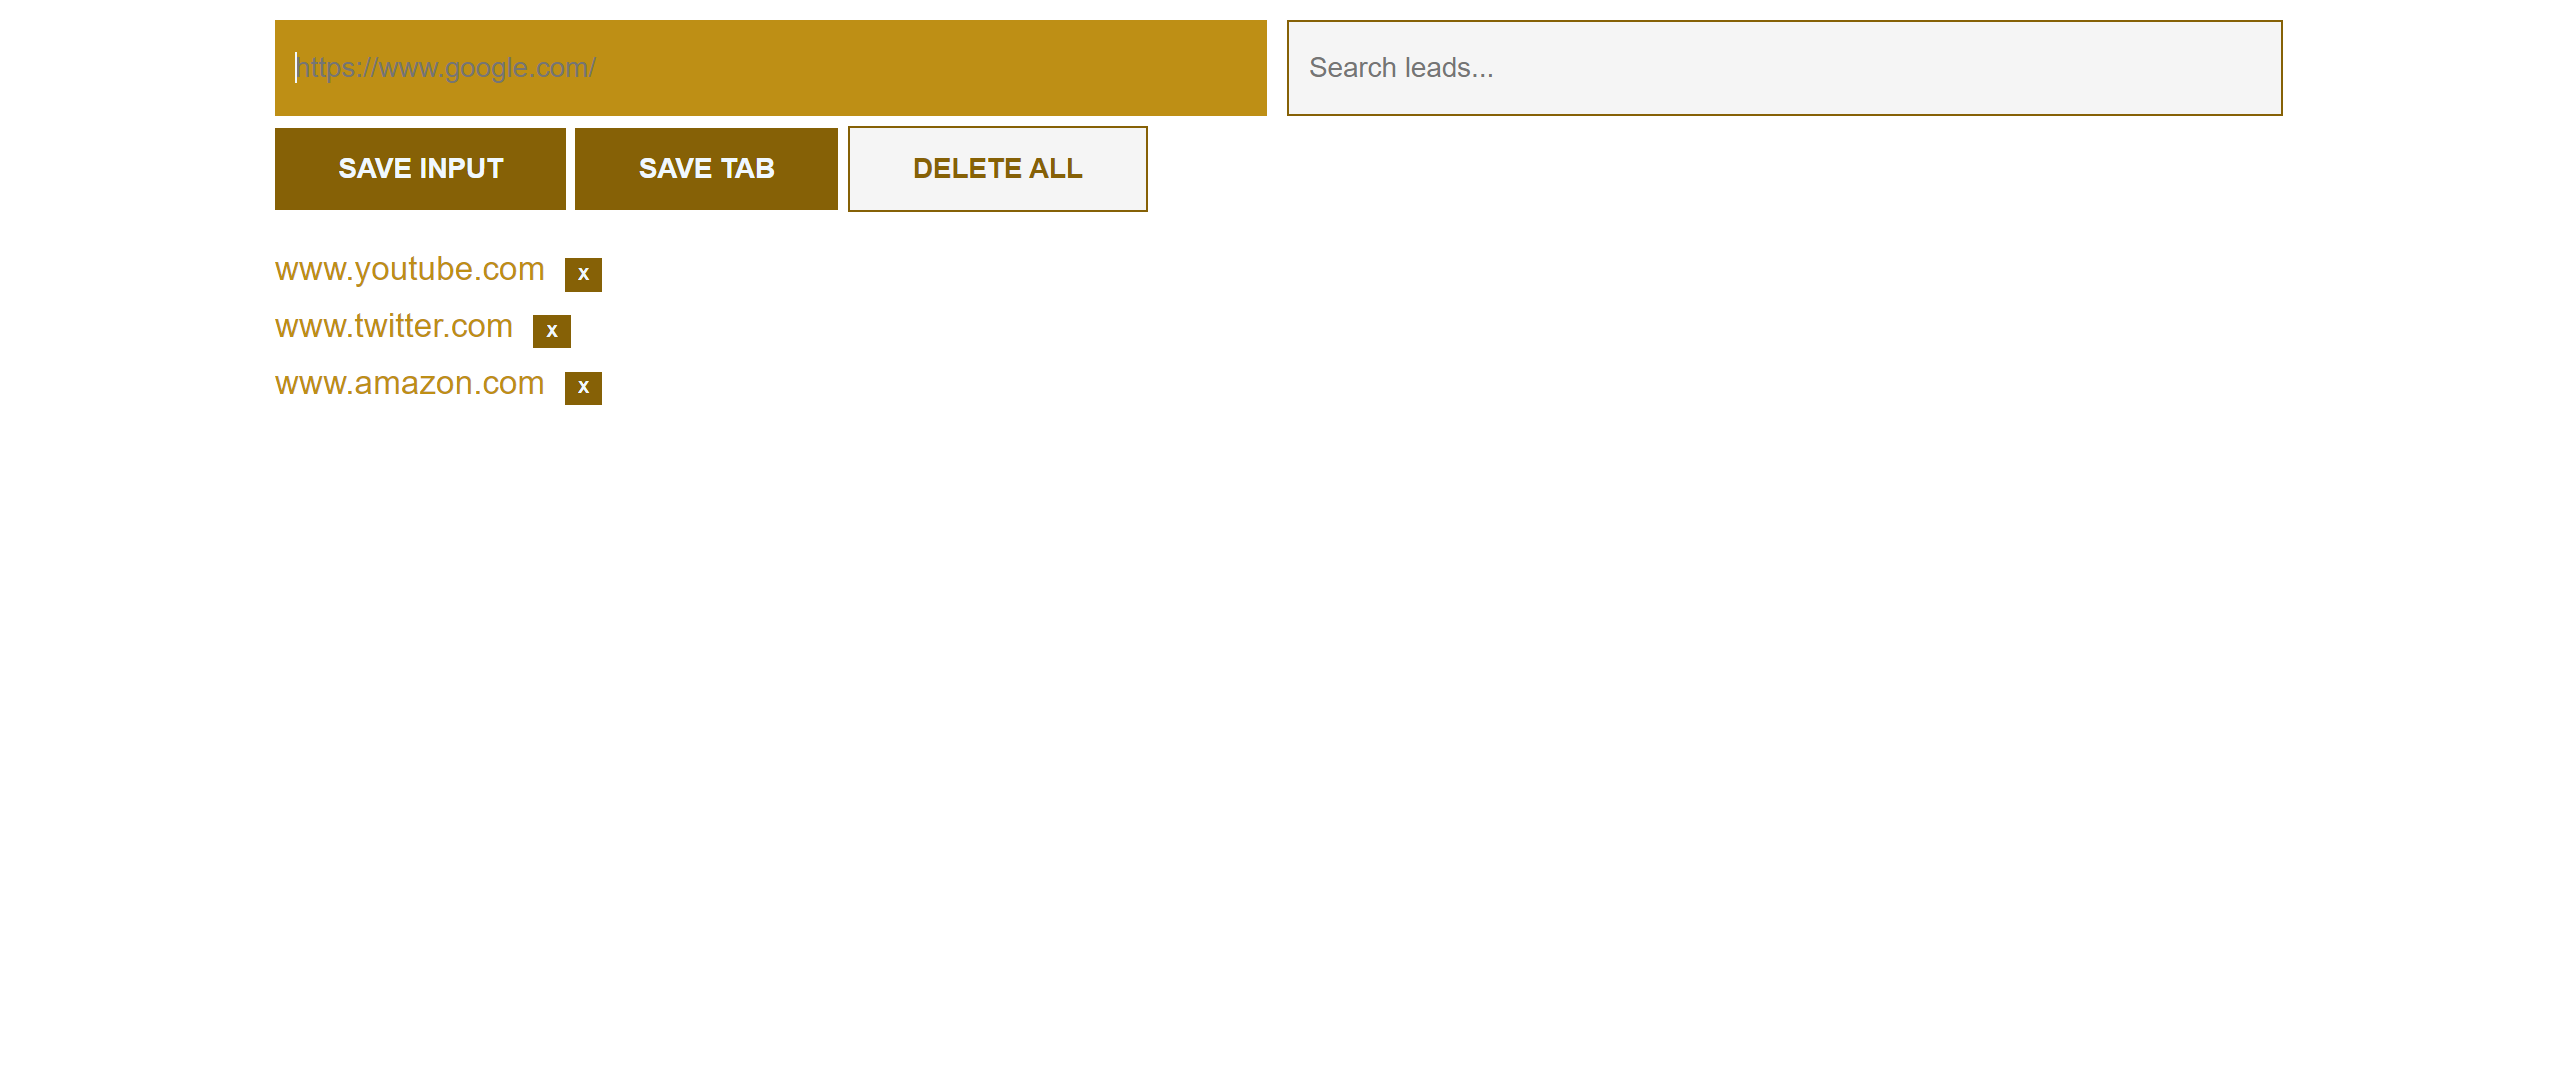 https://www.google.com/
Search leads...
SAVE INPUT SAVE TAB DELETE ALL
www.youtube.com x
www.twitter.com x
www.amazon.com x